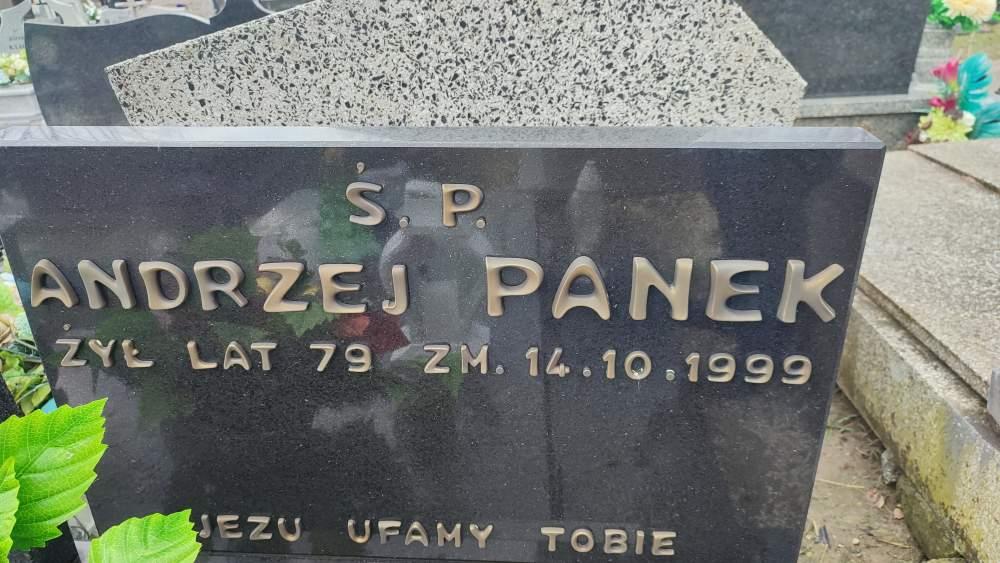 Ś.P.
ANDRZEJ PANEK
ŻYŁ LAT 79 ZM. 14.10.1999
JEZU UFAMY TOBIE